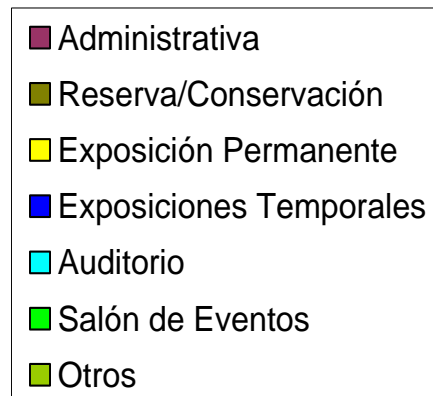 Administrativa
Reserva/Conservación
Exposición Permanente
Exposiciones Temporales
Auditorio
Salón de Eventos
Otros